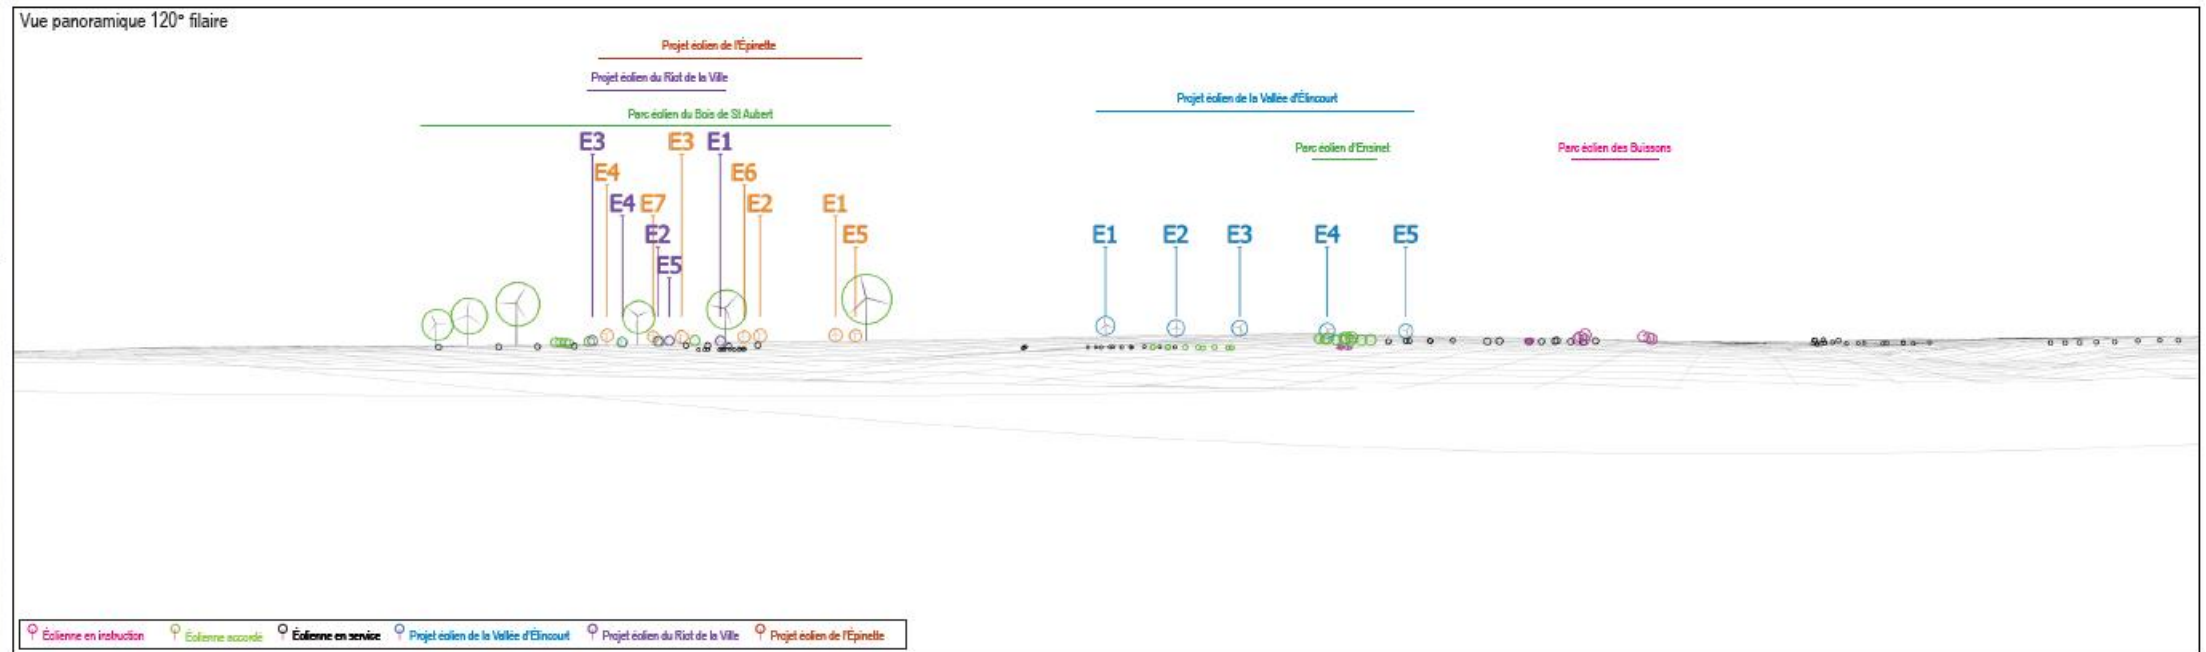 Vue panoramique 120° filaire
Projet éolien de l'Épinette
Projet éolien du Riot de la Ville
Projet éolien de la Vallée d'Élincourt
Parc éolien du Bois de St Aubert
E3 E3 E1
Parc éolien d'Ensinet
Parc éolien des Buissons
E4 E6
E4 E7 E2 E1
E2 E5 E1 E2 E3 E4 E5
E5
Éolienne en instruction
Éolienne accordé
Éolienne en service
Projet éolien de la Vallée d'Élincourt
Projet éolien du Riot de la Ville
Projet éolien de l'Épinette